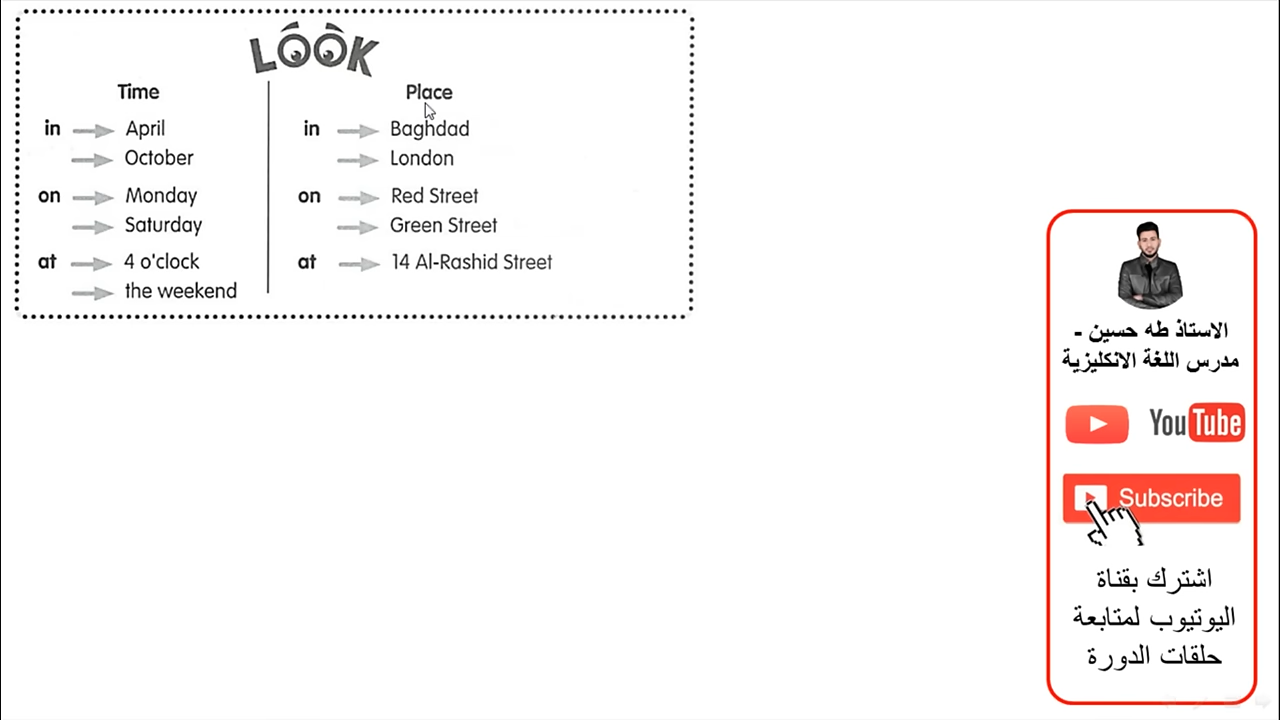 LOOK
Time
in April
October
on Monday
Saturday
at 4 o'clock
the weekend
Place
in Baghdad
London
on Red Street
Green Street
at 14 Al-Rashid Street
الاستاذ طه حسين -
مدرس اللغة الانكليزية
YouTube
Subscribe
اشترك بقناة
اليوتيوب لمتابعة
حلقات الدورة